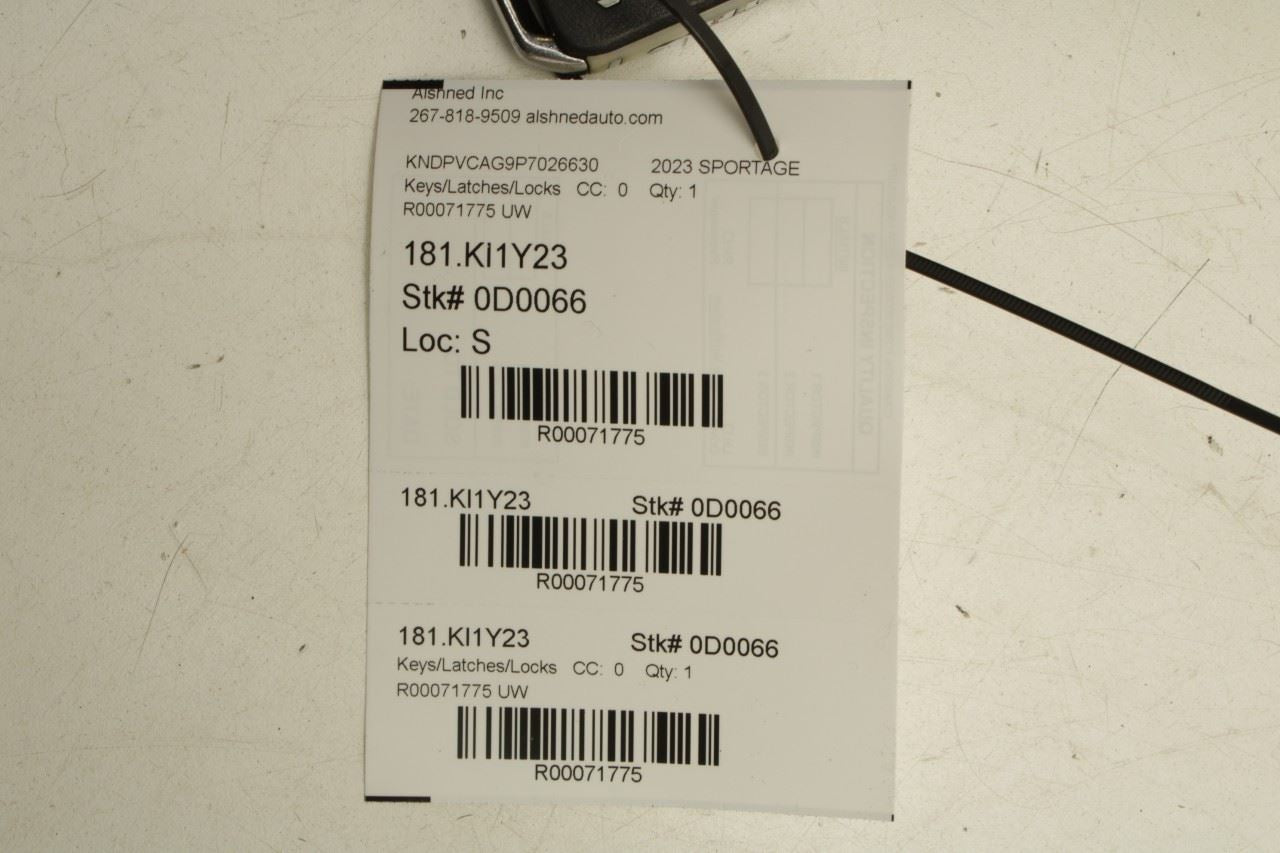 Alshned Inc
267-818-9509 alshnedauto.com
KNDPVCAG9P7026630 2023 SPORTAGE
Keys/Latches/Locks CC: 0 Qty: 1
R00071775 UW
181.KI1Y23
Stk# 0D0066
Loc: S
R00071775
181.KI1Y23 Stk# 0D0066
R00071775
181.KI1Y23 Stk# 0D0066
Keys/Latches/Locks CC: 0 Qty: 1
R00071775 UW
R00071775